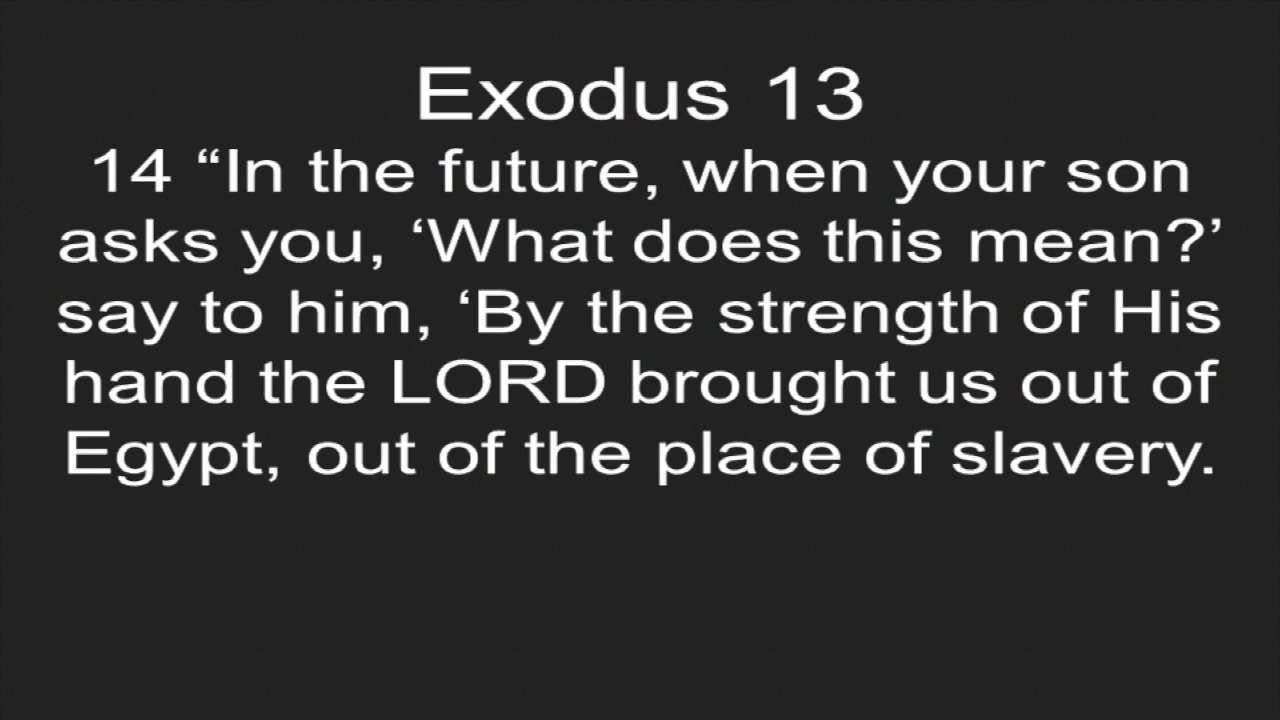 Exodus 13
14 “In the future, when your son
asks you, ‘What does this mean?’
say to him, ‘By the strength of His
hand the LORD brought us out of
Egypt, out of the place of slavery.